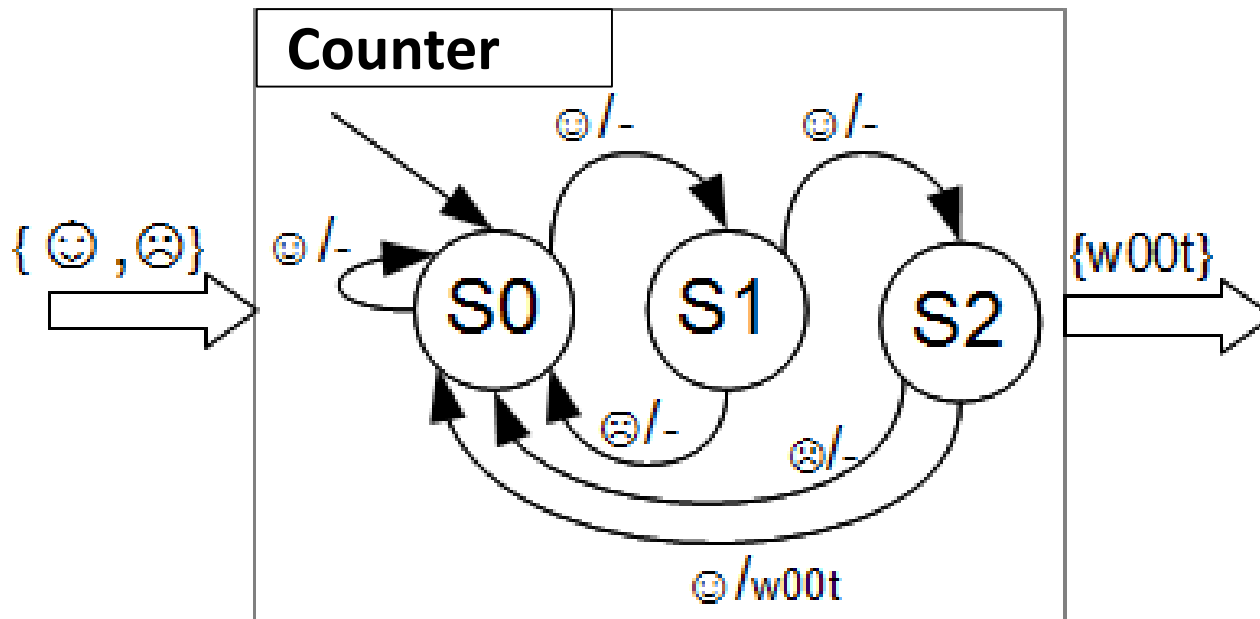 Counter
☺/-
☺/-
{ ☺ ,☹}
☺/-
{w00t}
S0
S1
S2
☹/-
☹/-
☺/w00t